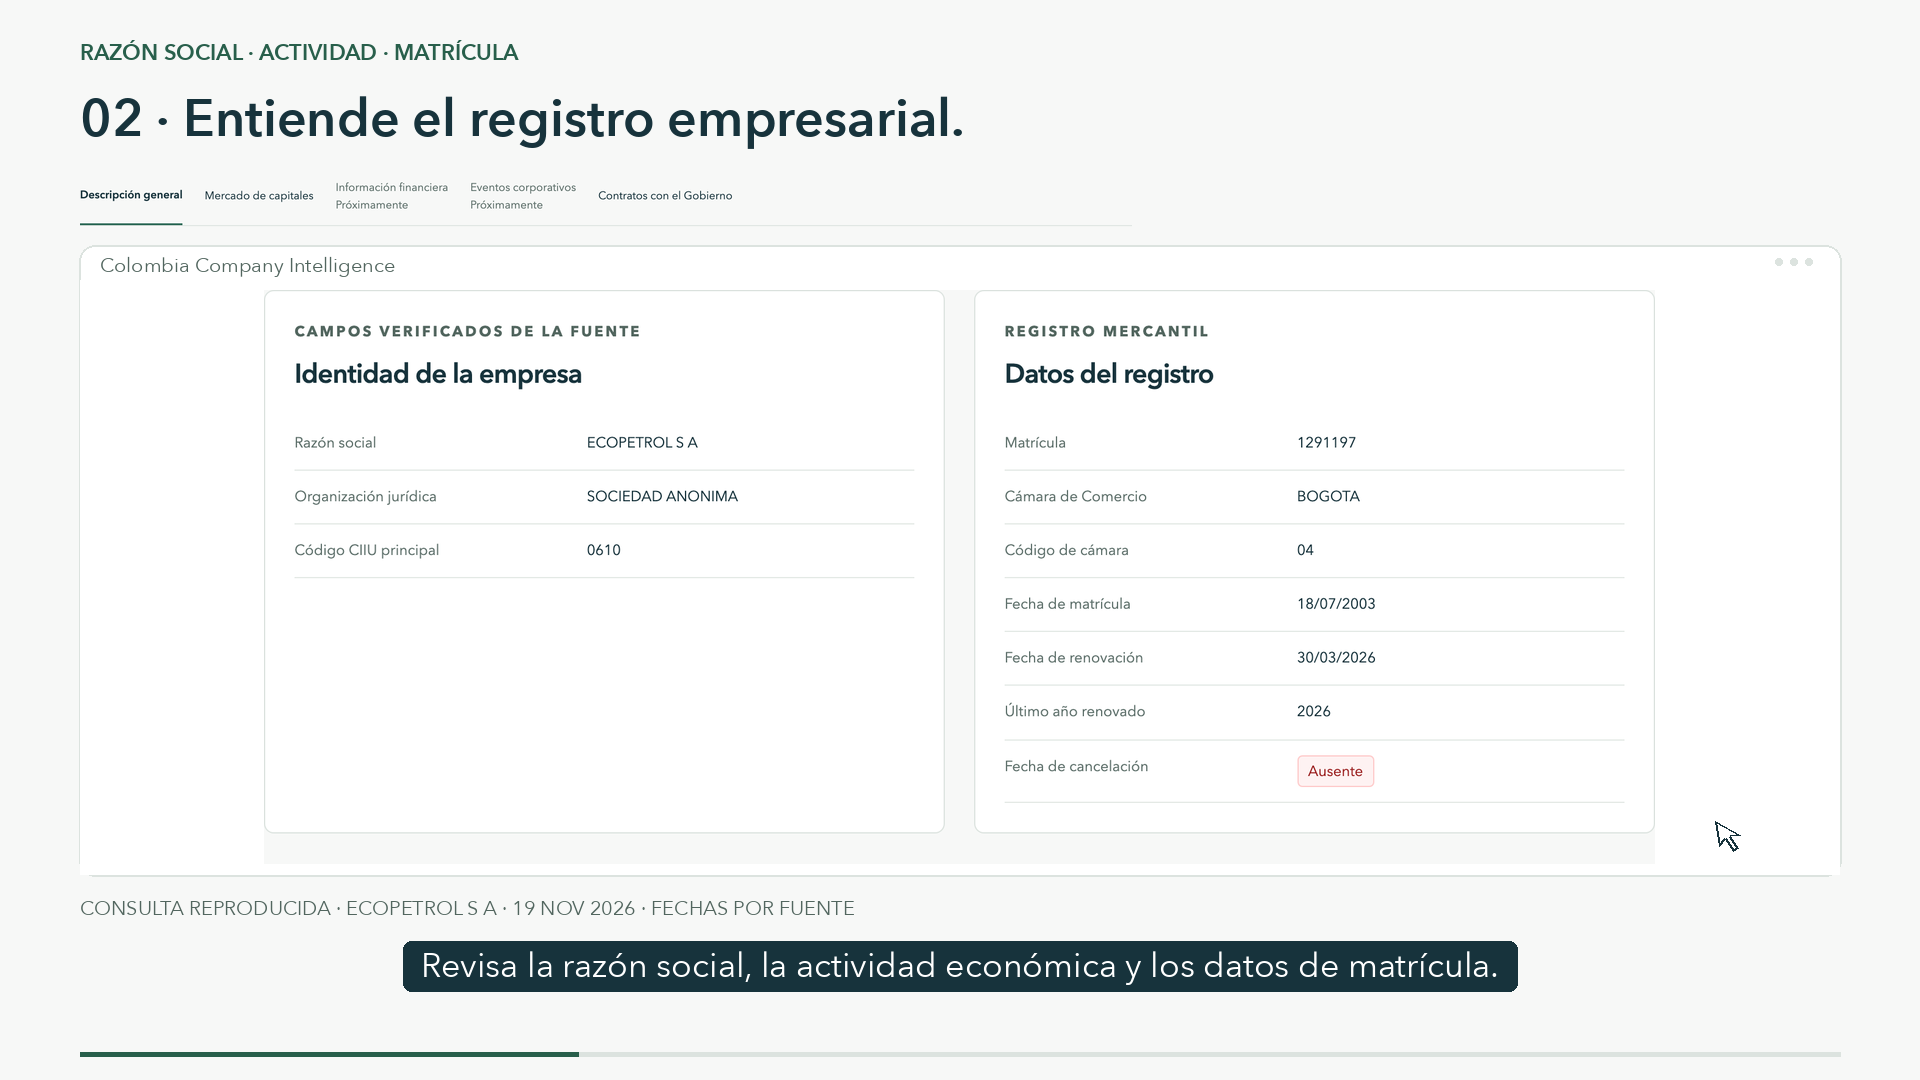 RAZÓN SOCIAL · ACTIVIDAD · MATRÍCULA
02 · Entiende el registro empresarial.
Descripción general
Mercado de capitales
Información financiera
Próximamente
Eventos corporativos
Próximamente
Contratos con el Gobierno
Colombia Company Intelligence
CAMPOS VERIFICADOS DE LA FUENTE
Identidad de la empresa
Razón social ECOPETROL S A
Organización jurídica SOCIEDAD ANONIMA
Código CIIU principal 0610
REGISTRO MERCANTIL
Datos del registro
Matrícula 1291197
Cámara de Comercio BOGOTA
Código de cámara 04
Fecha de matrícula 18/07/2003
Fecha de renovación 30/03/2026
Último año renovado 2026
Fecha de cancelación Ausente
CONSULTA REPRODUCIDA · ECOPETROL S A · 19 NOV 2026 · FECHAS POR FUENTE
Revisa la razón social, la actividad económica y los datos de matrícula.